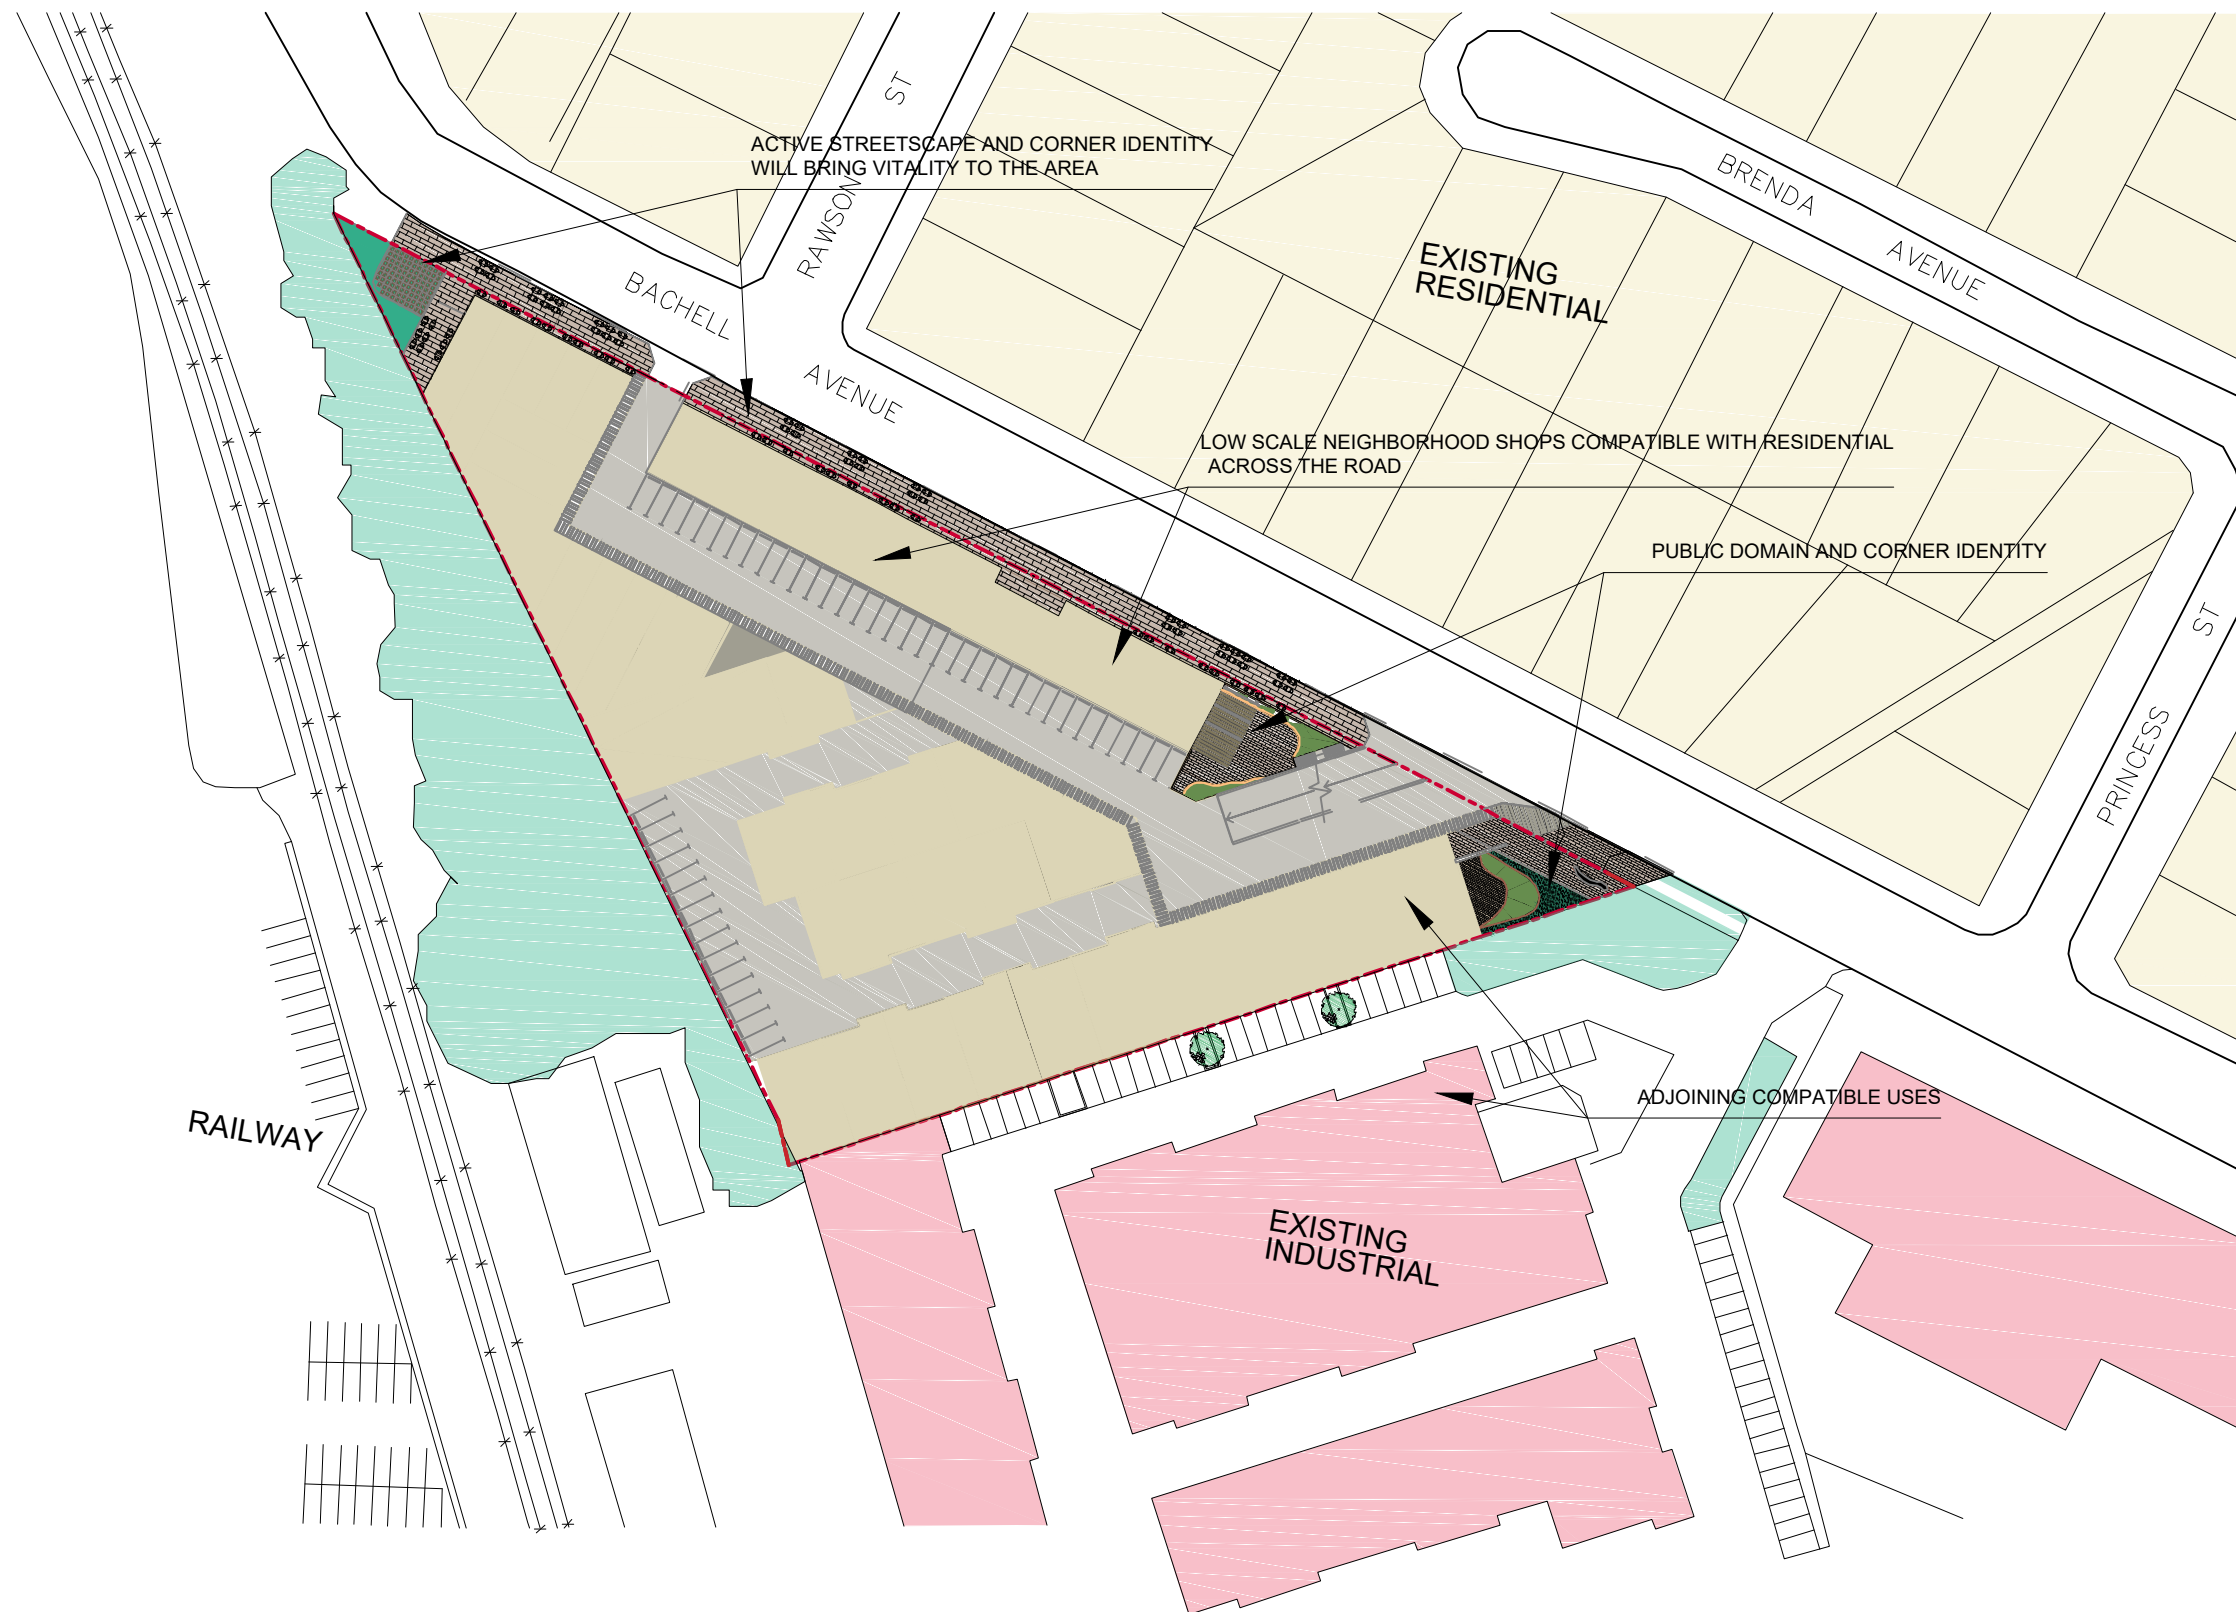 ST
RAWSON
ACTIVE STREETSCAPE AND CORNER IDENTITY
WILL BRING VITALITY TO THE AREA
BRENDA
AVENUE
EXISTING
RESIDENTIAL
BACHELL
AVENUE
LOW SCALE NEIGHBORHOOD SHOPS COMPATIBLE WITH RESIDENTIAL
ACROSS THE ROAD
PUBLIC DOMAIN AND CORNER IDENTITY
ST
PRINCESS
ADJOINING COMPATIBLE USES
RAILWAY
EXISTING
INDUSTRIAL